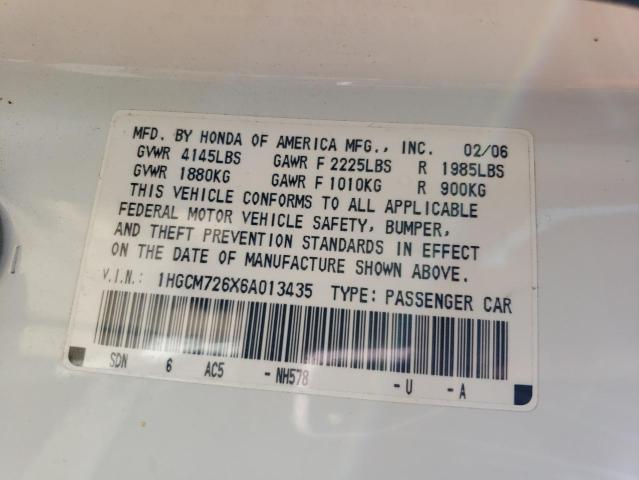 MFD. BY HONDA OF AMERICA MFG., INC. 02/06
GVWR 4145LBS GAWR F 2225LBS R 1985LBS
GVWR 1880KG GAWR F 1010KG R 900KG
THIS VEHICLE CONFORMS TO ALL APPLICABLE
FEDERAL MOTOR VEHICLE SAFETY, BUMPER,
AND THEFT PREVENTION STANDARDS IN EFFECT
ON THE DATE OF MANUFACTURE SHOWN ABOVE.
V.I.N.: 1HGCM726X6A013435 TYPE: PASSENGER CAR
SDN 6 AC5 -NH578 -U -A